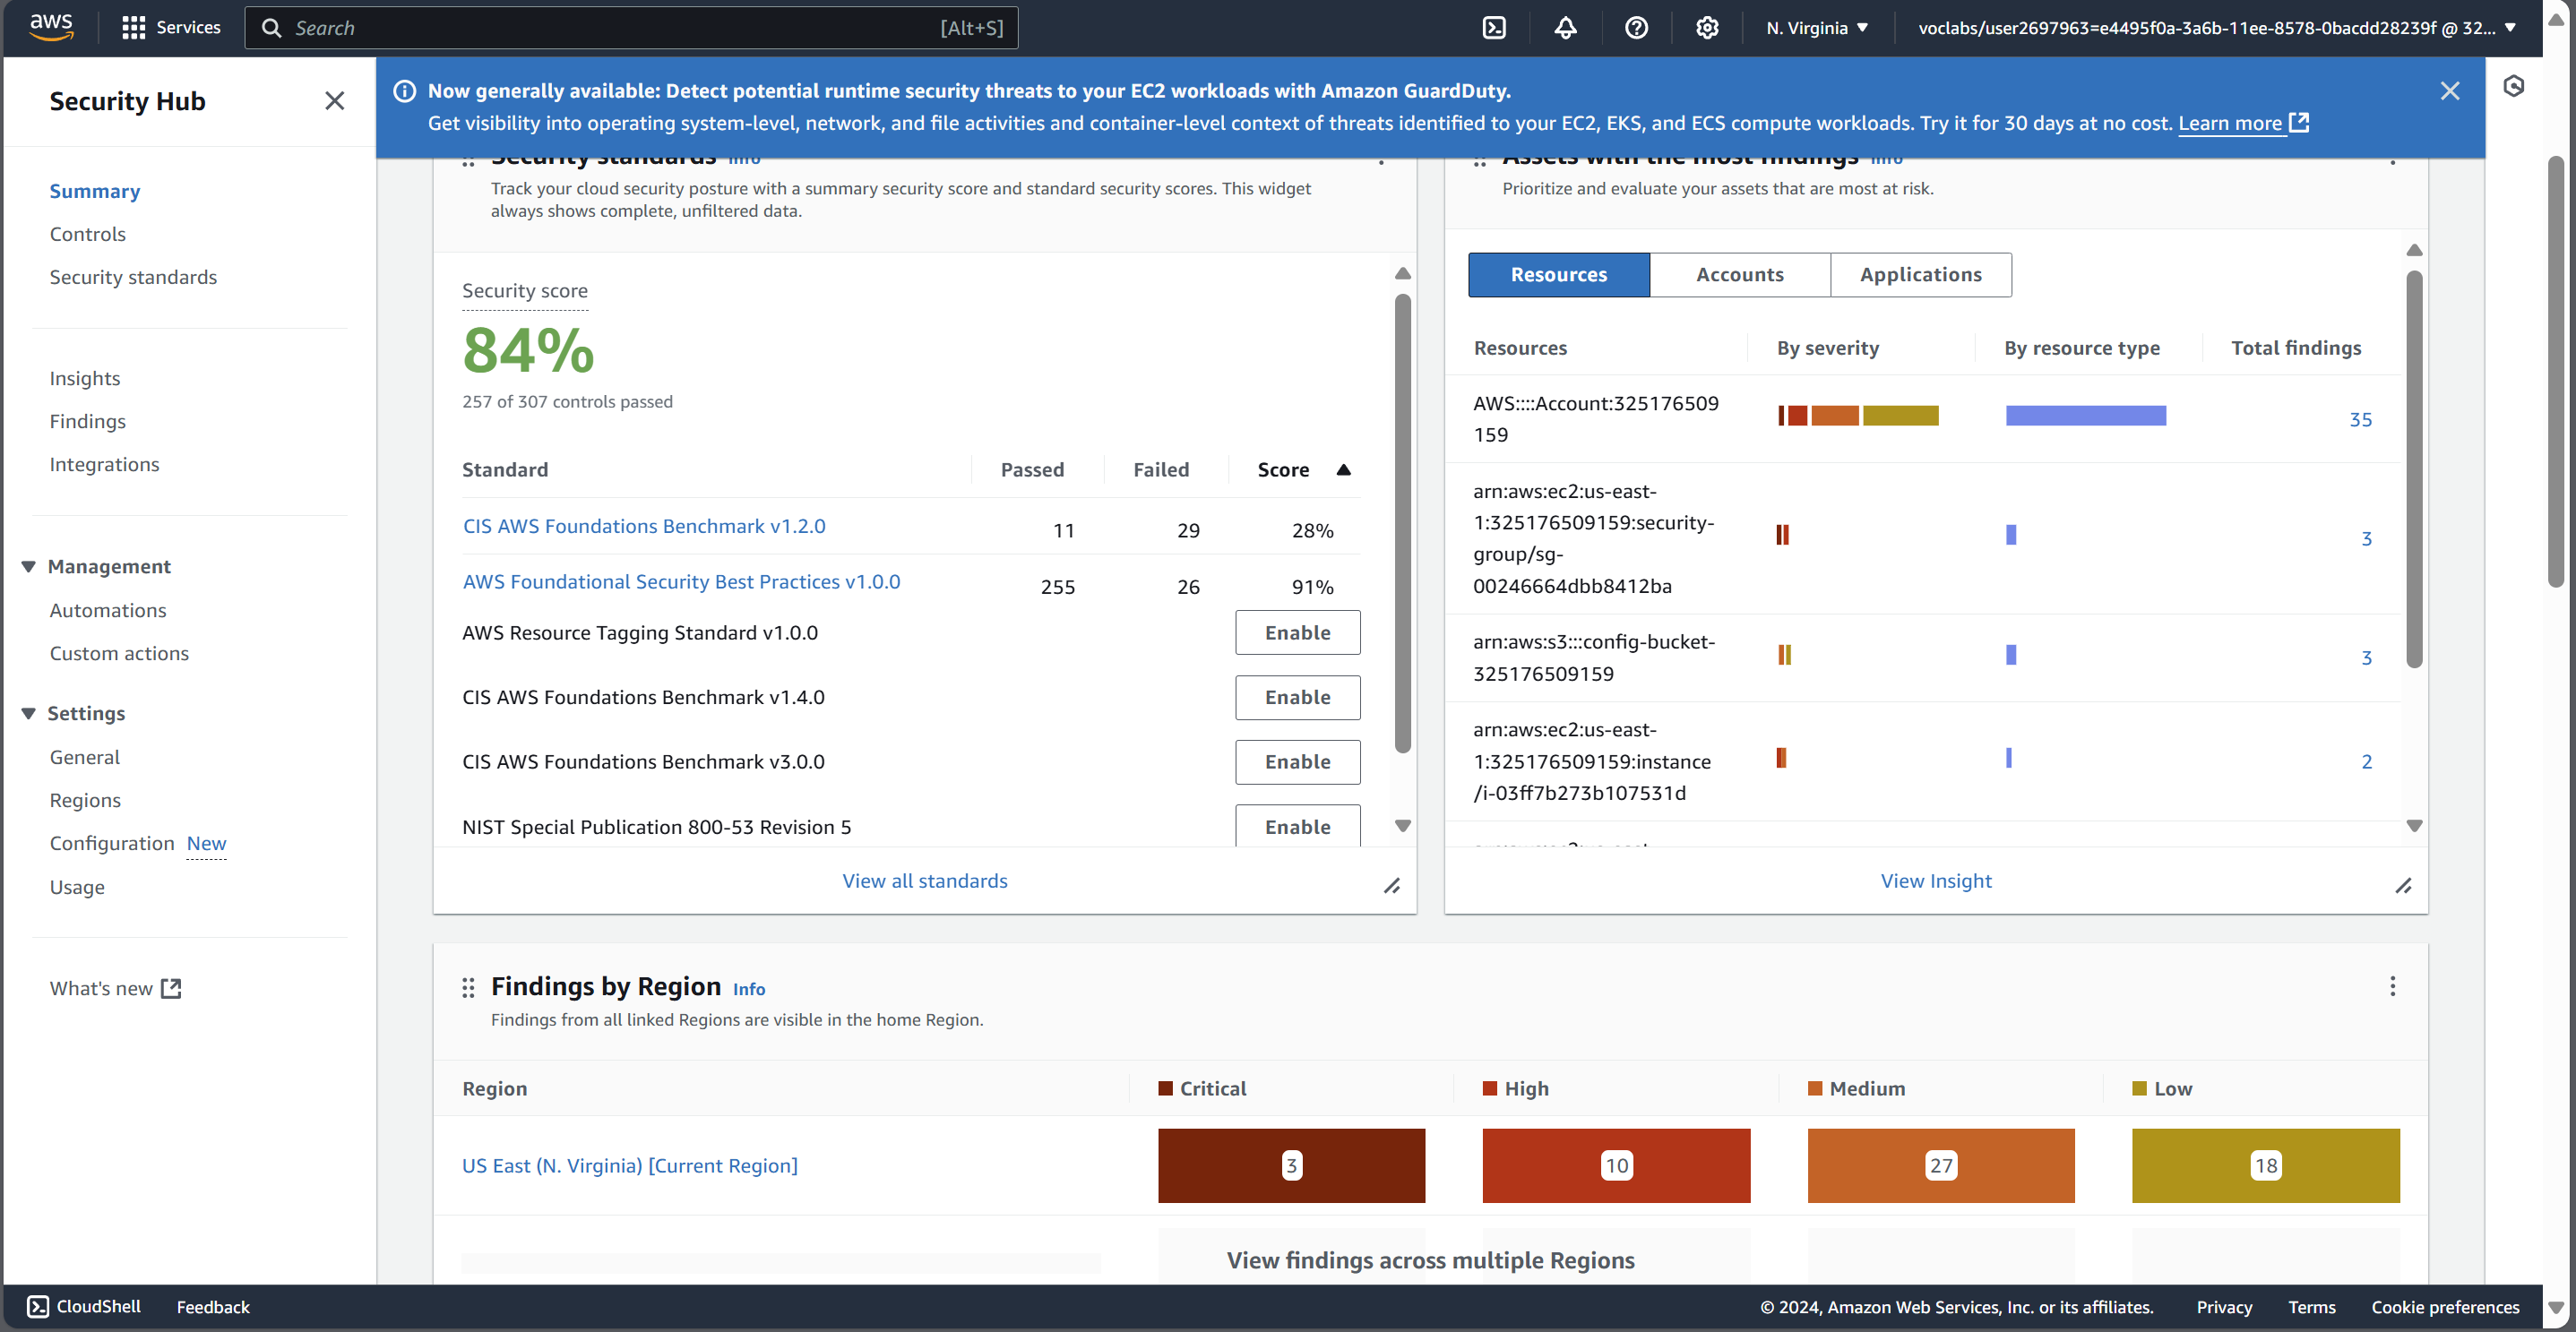 aws
Services
Search
[Alt+S]
N. Virginia
voclabs/user2697963=e4495f0a-3a6b-11ee-8578-0bacdd28239f @ 32...
Security Hub
Summary
Controls
Security standards
Insights
Findings
Integrations
Management
Automations
Custom actions
Settings
General
Regions
Configuration New
Usage
What's new
Now generally available: Detect potential runtime security threats to your EC2 workloads with Amazon GuardDuty.
Get visibility into operating system-level, network, and file activities and container-level context of threats identified to your EC2, EKS, and ECS compute workloads. Try it for 30 days at no cost. Learn more
Security standards Info
Track your cloud security posture with a summary security score and standard security scores. This widget
always shows complete, unfiltered data.
Security score
84%
257 of 307 controls passed
Standard Passed Failed Score
CIS AWS Foundations Benchmark v1.2.0 11 29 28%
AWS Foundational Security Best Practices v1.0.0 255 26 91%
AWS Resource Tagging Standard v1.0.0 Enable
CIS AWS Foundations Benchmark v1.4.0 Enable
CIS AWS Foundations Benchmark v3.0.0 Enable
NIST Special Publication 800-53 Revision 5 Enable
View all standards
Assets with the most findings Info
Prioritize and evaluate your assets that are most at risk.
Resources Accounts Applications
Resources By severity By resource type Total findings
AWS::::Account:325176509
159
35
arn:aws:ec2:us-east-
1:325176509159:security-
group/sg-
00246664dbb8412ba
3
arn:aws:s3:::config-bucket-
325176509159
3
arn:aws:ec2:us-east-
1:325176509159:instance
/i-03ff7b273b107531d
2
View Insight
Findings by Region Info
Findings from all linked Regions are visible in the home Region.
Region Critical High Medium Low
US East (N. Virginia) [Current Region] 3 10 27 18
View findings across multiple Regions
CloudShell Feedback
© 2024, Amazon Web Services, Inc. or its affiliates. Privacy Terms Cookie preferences